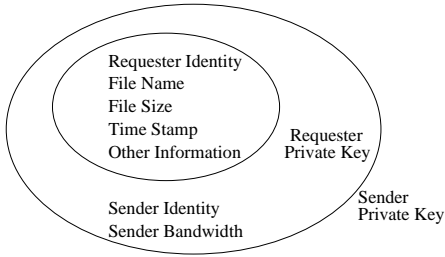 Requester Identity
File Name
File Size
Time Stamp
Other Information
Requester
Private Key
Sender Identity
Sender Bandwidth
Sender
Private Key